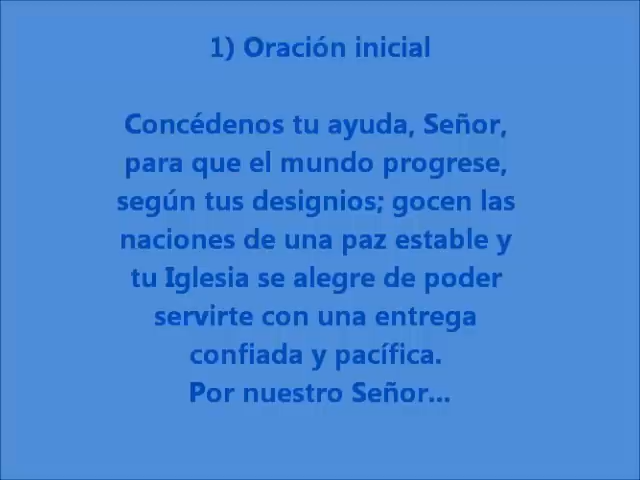 1) Oración inicial
Concédenos tu ayuda, Señor,
para que el mundo progrese,
según tus designios; gocen las
naciones de una paz estable y
tu Iglesia se alegre de poder
servirte con una entrega
confiada y pacífica.
Por nuestro Señor...